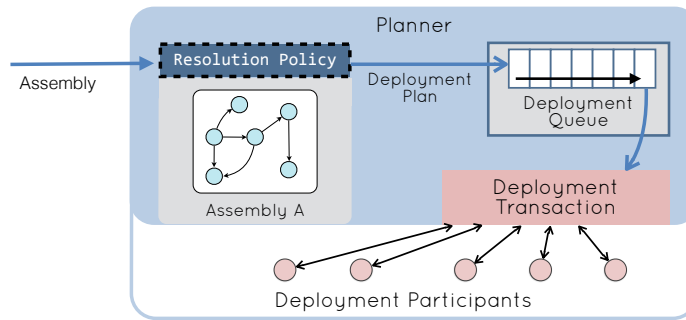 Planner
Assembly
Resolution Policy
Deployment
Plan
Deployment
Queue
Assembly A
Deployment
Transaction
Deployment Participants